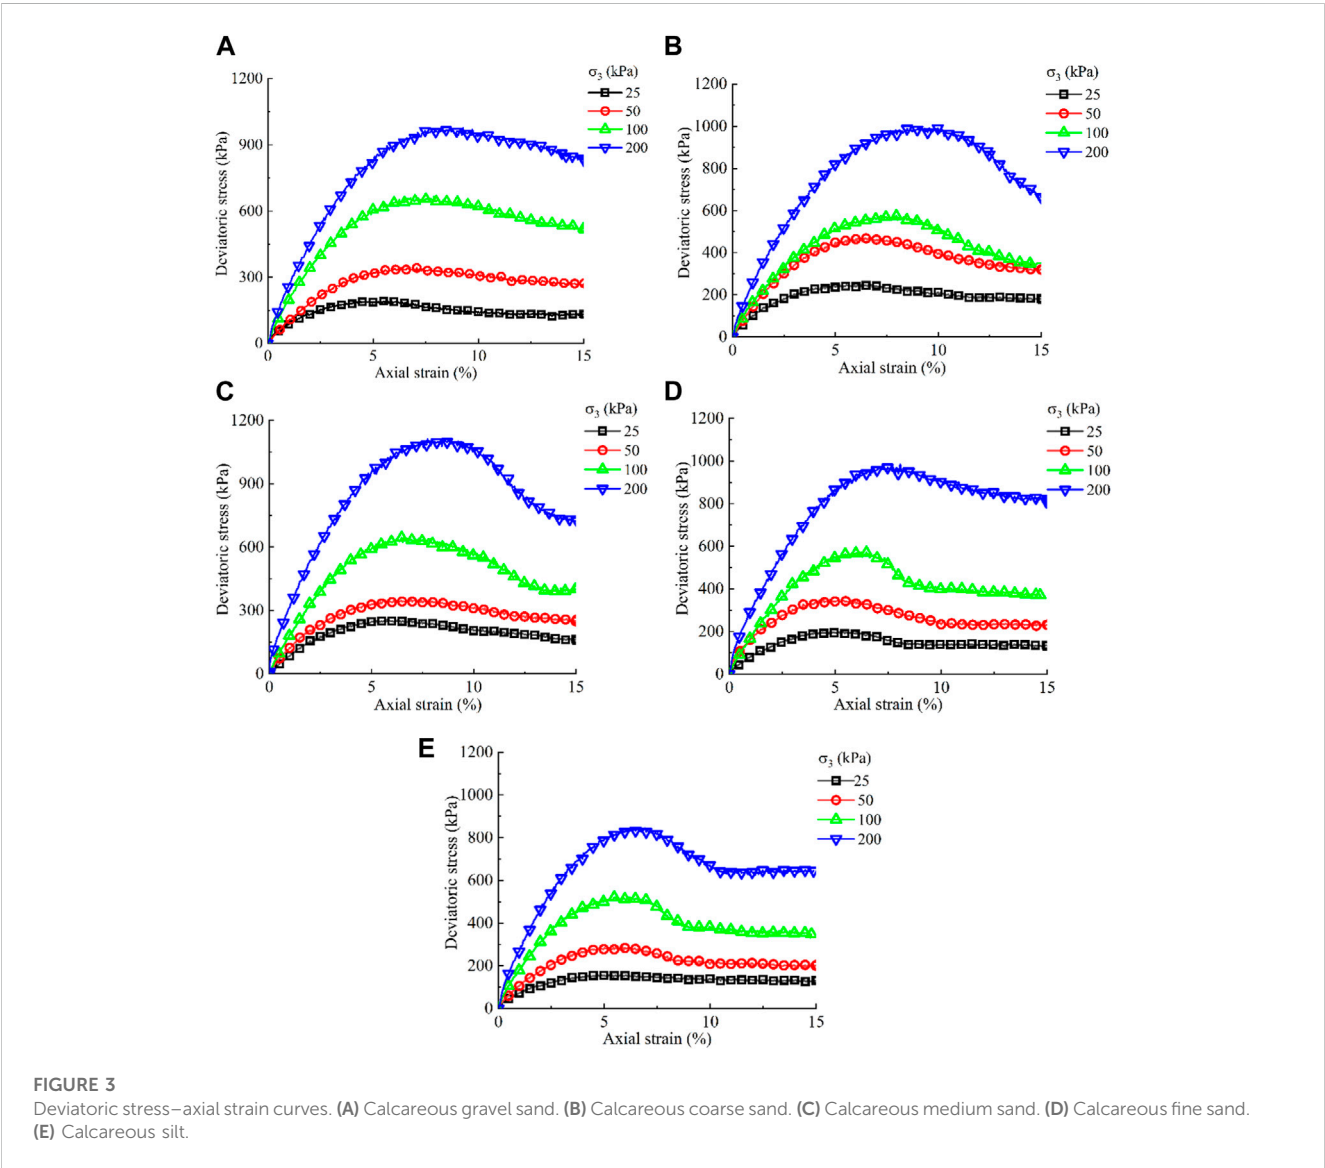 A
1200
900
600
300
0
0 5 10 15
Deviatoric stress (kPa)
Axial strain (%)
σ3 (kPa)
25
50
100
200
B
1200
1000
800
600
400
200
0
0 5 10 15
Deviatoric stress (kPa)
Axial strain (%)
σ3 (kPa)
25
50
100
200
C
1200
900
600
300
0
0 5 10 15
Deviatoric stress (kPa)
Axial strain (%)
σ3 (kPa)
25
50
100
200
D
1200
1000
800
600
400
200
0
0 5 10 15
Deviatoric stress (kPa)
Axial strain (%)
σ3 (kPa)
25
50
100
200
E
1200
1000
800
600
400
200
0
0 5 10 15
Deviatoric stress (kPa)
Axial strain (%)
σ3 (kPa)
25
50
100
200
FIGURE 3
Deviatoric stress–axial strain curves. (A) Calcareous gravel sand. (B) Calcareous coarse sand. (C) Calcareous medium sand. (D) Calcareous fine sand.
(E) Calcareous silt.